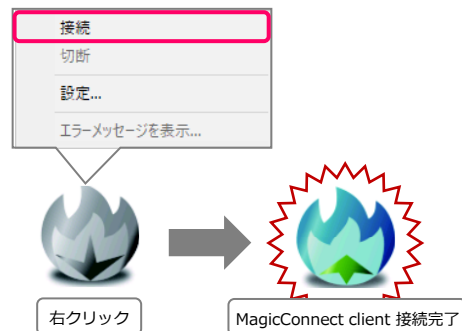 接続
切断
設定...
エラーメッセージを表示...
右クリック
MagicConnect client 接続完了